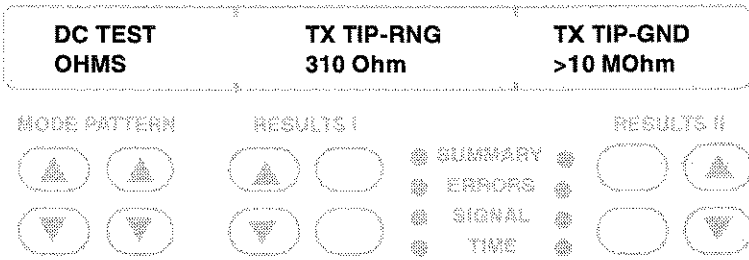 DC TEST TX TIP-RNG TX TIP-GND
OHMS 310 Ohm >10 MOhm
MODE PATTERN RESULTS I RESULTS II
SUMMARY
ERRORS
SIGNAL
TIME